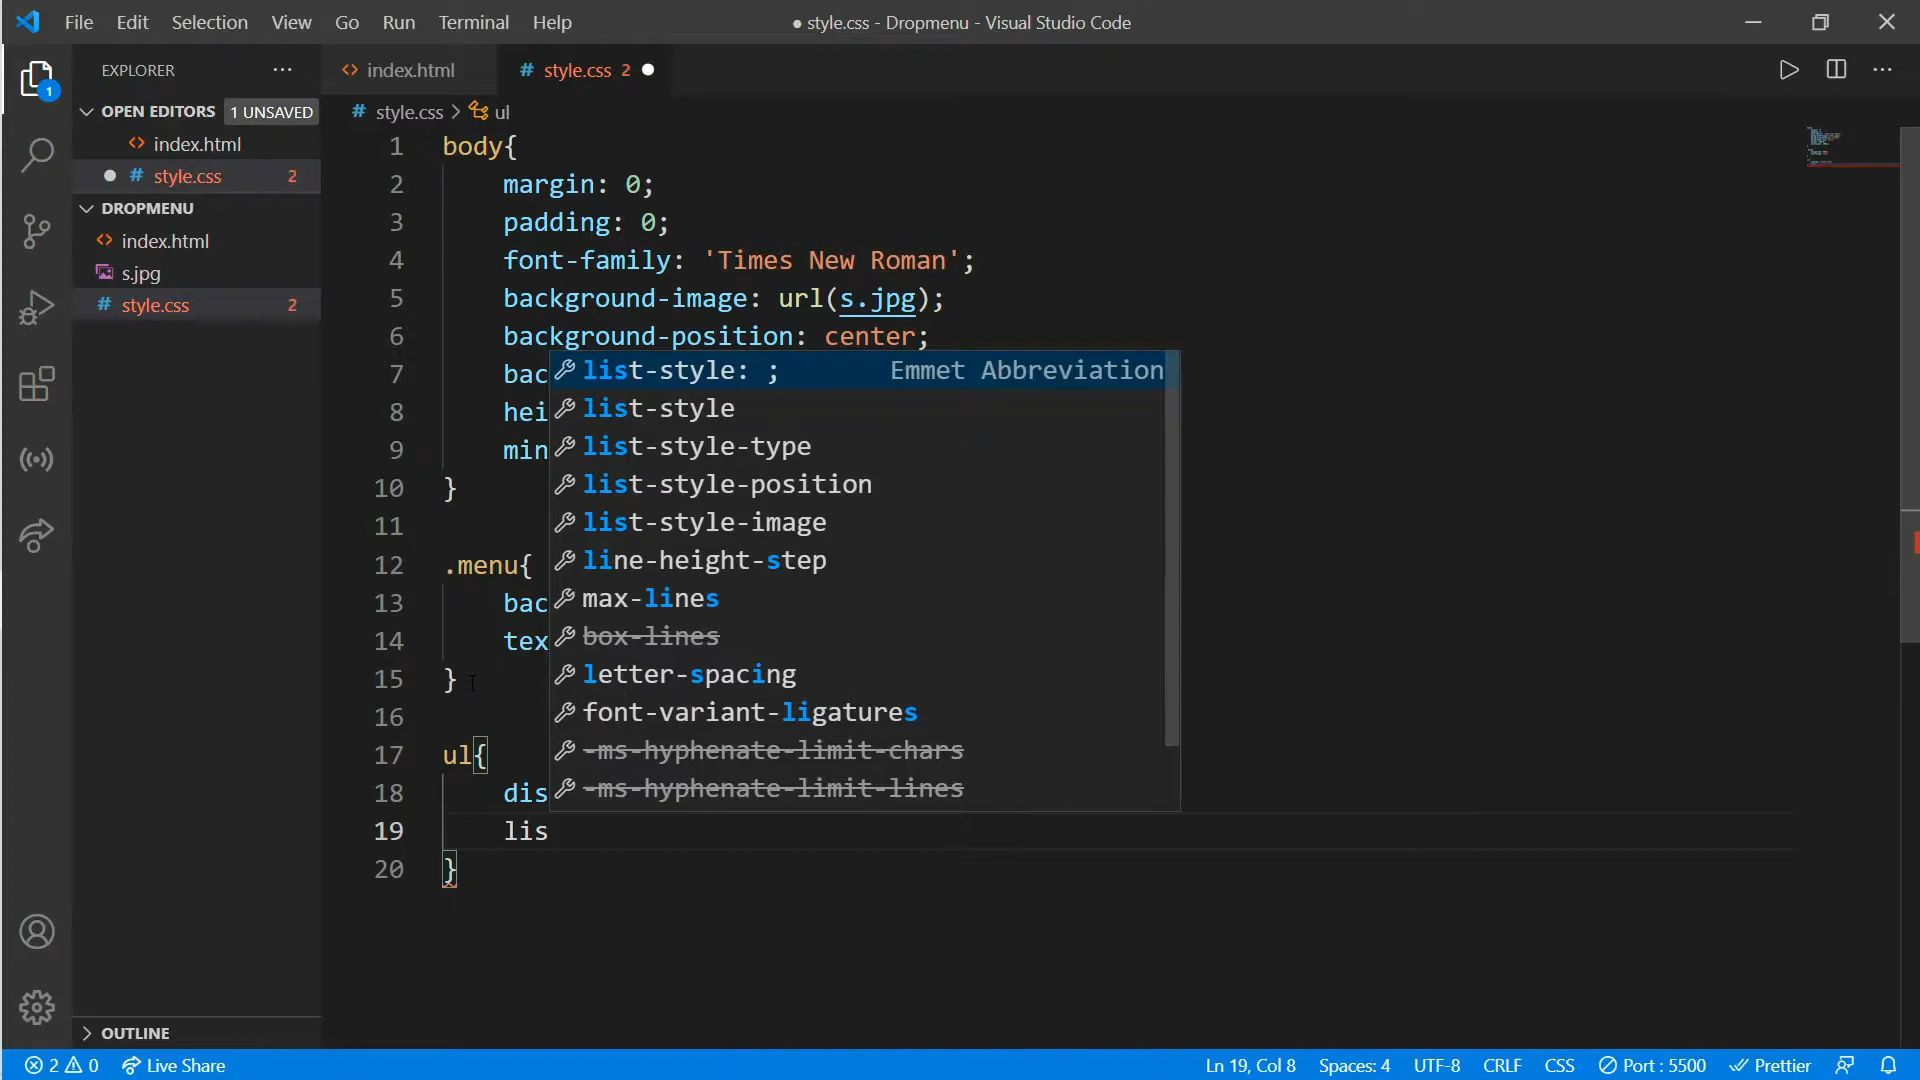 File Edit Selection View Go Run Terminal Help
● style.css - Dropmenu - Visual Studio Code
EXPLORER
OPEN EDITORS 1 UNSAVED
index.html
style.css 2
DROPMENU
index.html
s.jpg
style.css 2
OUTLINE
1
index.html
# style.css 2
# style.css > ul
1 body{
2 margin: 0;
3 padding: 0;
4 font-family: 'Times New Roman';
5 background-image: url(s.jpg);
6 background-position: center;
7 bac
8 hei
9 min
10 }
11
12 .menu{
13 bac
14 tex
15 }
16
17 ul{
18 dis
19 lis
20 }
list-style: ; Emmet Abbreviation
list-style
list-style-type
list-style-position
list-style-image
line-height-step
max-lines
box-lines
letter-spacing
font-variant-ligatures
-ms-hyphenate-limit-chars
-ms-hyphenate-limit-lines
2 0 Live Share
Ln 19, Col 8 Spaces: 4 UTF-8 CRLF CSS Port : 5500 Prettier